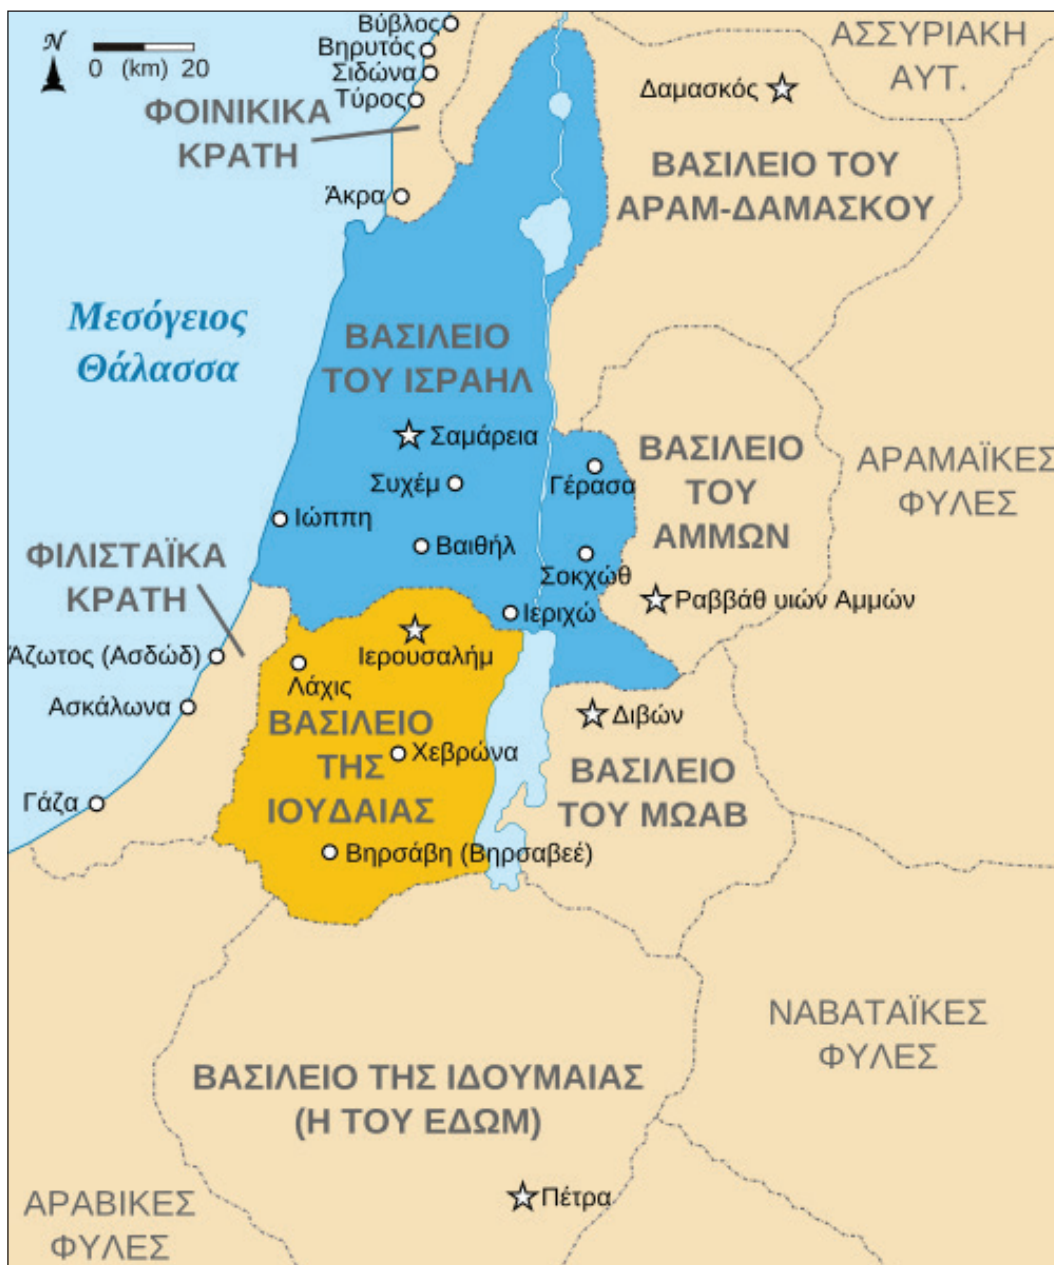 Βύβλος
Βηρυτός
Σιδώνα
Τύρος
N
0 (km) 20
ΦΟΙΝΙΚΙΚΑ
ΚΡΑΤΗ
Άκρα
ΑΣΣΥΡΙΑΚΗ
ΑΥΤ.
Δαμασκός
ΒΑΣΙΛΕΙΟ ΤΟΥ
ΑΡΑΜ-ΔΑΜΑΣΚΟΥ
Μεσόγειος
Θάλασσα
ΒΑΣΙΛΕΙΟ
ΤΟΥ ΙΣΡΑΗΛ
Σαμάρεια
Συχέμ
Γέρασα
Ιώππη
Βαιθήλ
Σοκχώθ
Ιεριχώ
ΒΑΣΙΛΕΙΟ
ΤΟΥ
ΑΜΜΩΝ
Ραββάθ υιών Αμμών
ΑΡΑΜΑΪΚΕΣ
ΦΥΛΕΣ
ΦΙΛΙΣΤΑΪΚΑ
ΚΡΑΤΗ
Άζωτος (Ασδώδ)
Ασκάλωνα
Γάζα
Ιερουσαλήμ
Λάχις
ΒΑΣΙΛΕΙΟ
ΤΗΣ
ΙΟΥΔΑΙΑΣ
Χεβρώνα
Βηρσάβη (Βηρσαβεέ)
Διβών
ΒΑΣΙΛΕΙΟ
ΤΟΥ ΜΩΑΒ
ΝΑΒΑΤΑΪΚΕΣ
ΦΥΛΕΣ
ΒΑΣΙΛΕΙΟ ΤΗΣ ΙΔΟΥΜΑΙΑΣ
(Η ΤΟΥ ΕΔΩΜ)
Πέτρα
ΑΡΑΒΙΚΕΣ
ΦΥΛΕΣ